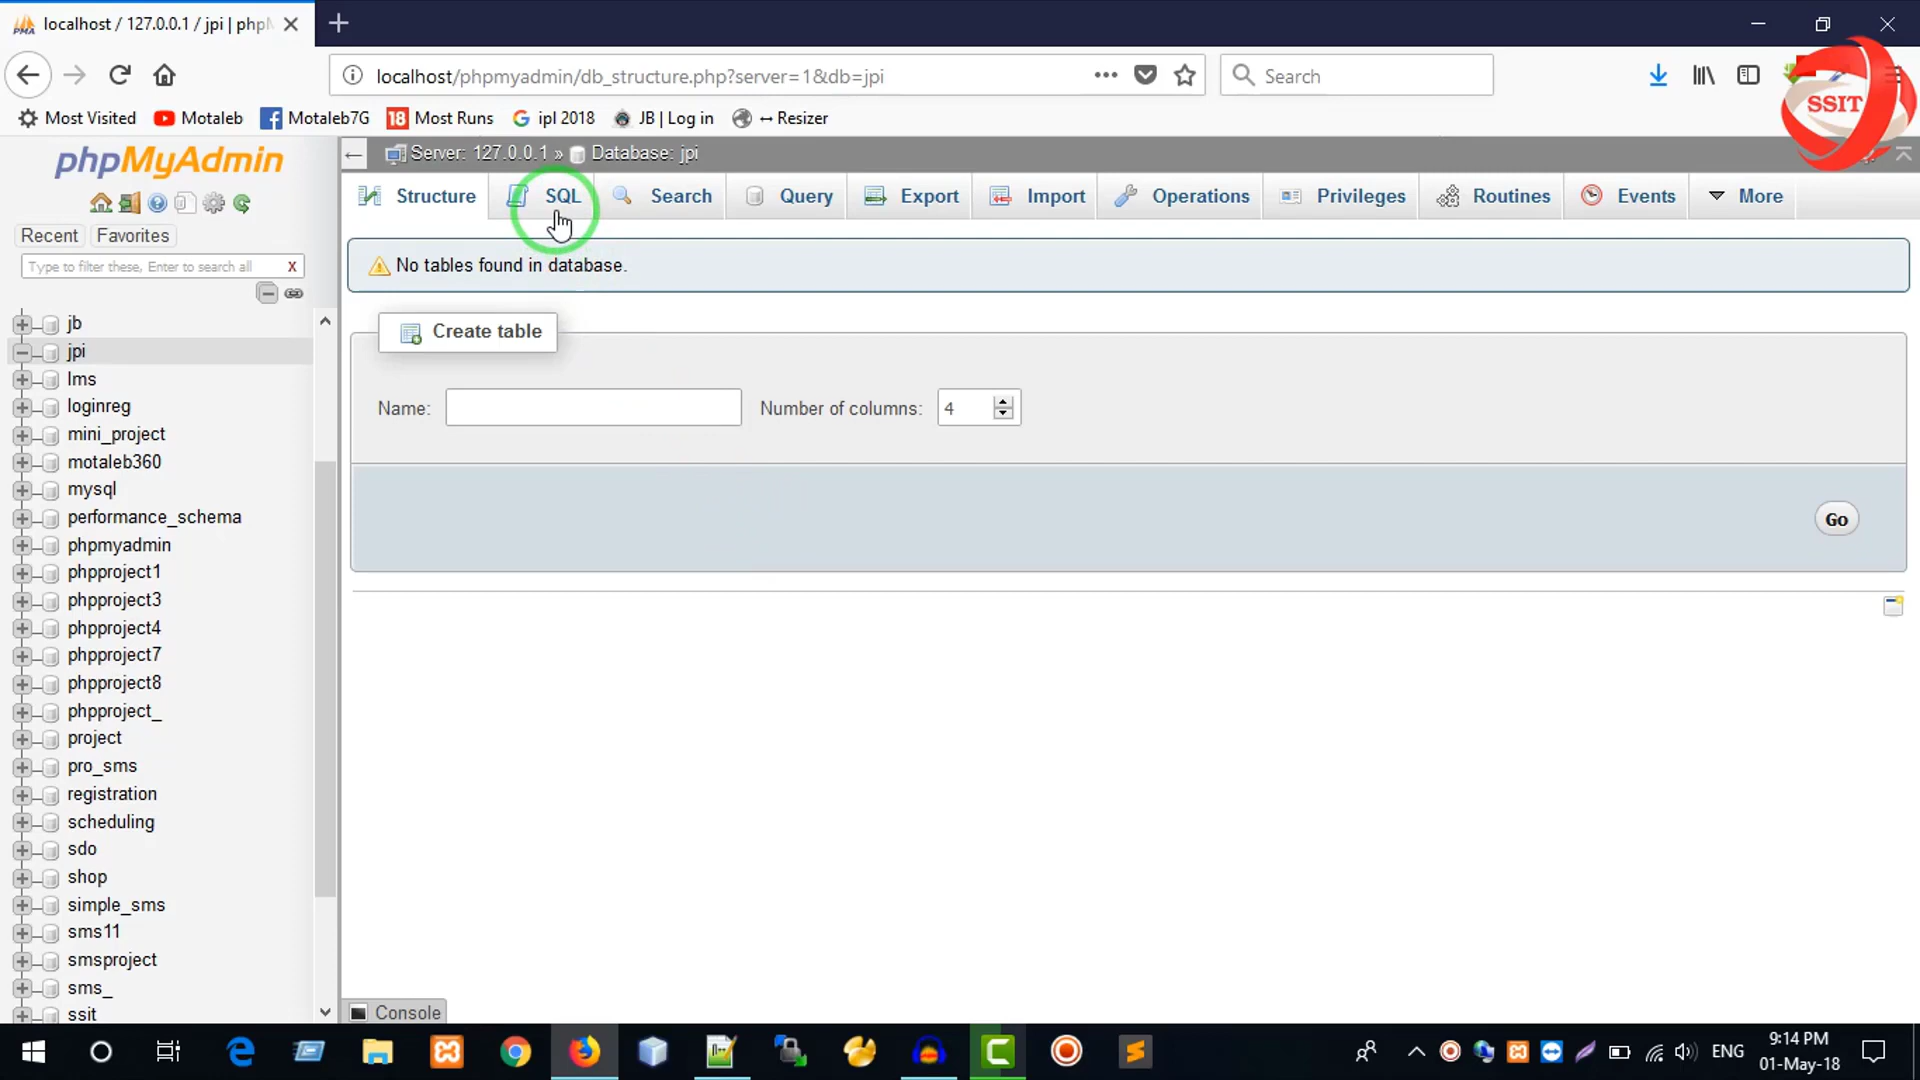 localhost / 127.0.0.1 / jpi | phpM
localhost/phpmyadmin/db_structure.php?server=1&db=jpi
Search
Most Visited
Motaleb
Motaleb7G
18 Most Runs
ipl 2018
JB | Log in
↔ Resizer
SSIT
phpMyAdmin
Server: 127.0.0.1 » Database: jpi
Structure
SQL
Search
Query
Export
Import
Operations
Privileges
Routines
Events
More
Recent
Favorites
Type to filter these, Enter to search all
X
No tables found in database.
Create table
Name:
Number of columns:
4
Go
jb
jpi
lms
loginreg
mini_project
motaleb360
mysql
performance_schema
phpmyadmin
phpproject1
phpproject3
phpproject4
phpproject7
phpproject8
phpproject_
project
pro_sms
registration
scheduling
sdo
shop
simple_sms
sms11
smsproject
sms_
ssit
Console
ENG
9:14 PM
01-May-18